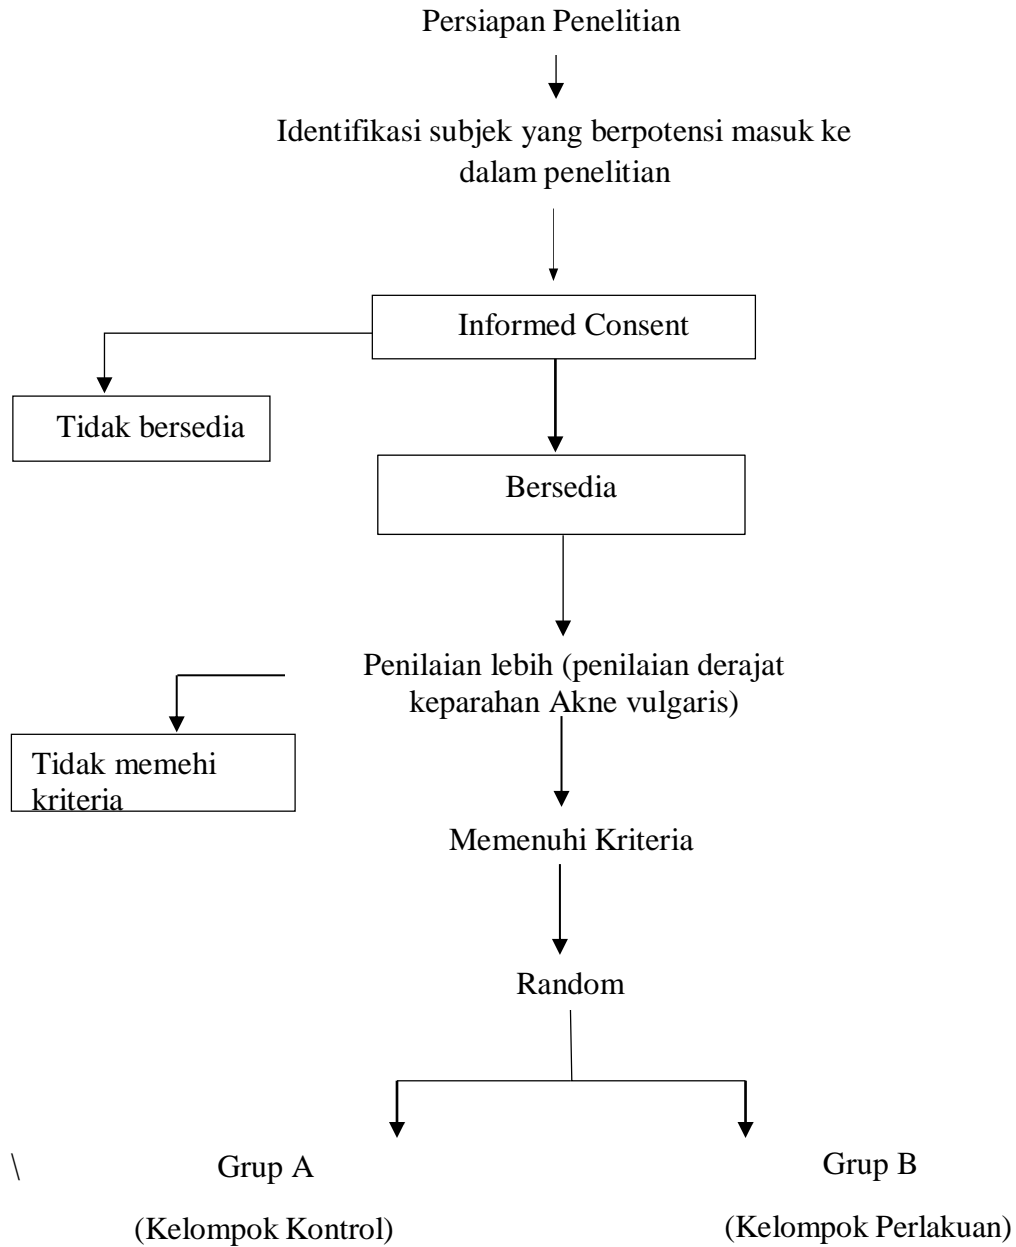 Persiapan Penelitian
Identifikasi subjek yang berpotensi masuk ke
dalam penelitian
Informed Consent
Tidak bersedia
Bersedia
Penilaian lebih (penilaian derajat
keparahan Akne vulgaris)
Tidak memehi
kriteria
Memenuhi Kriteria
Random
\
Grup A
(Kelompok Kontrol)
Grup B
(Kelompok Perlakuan)